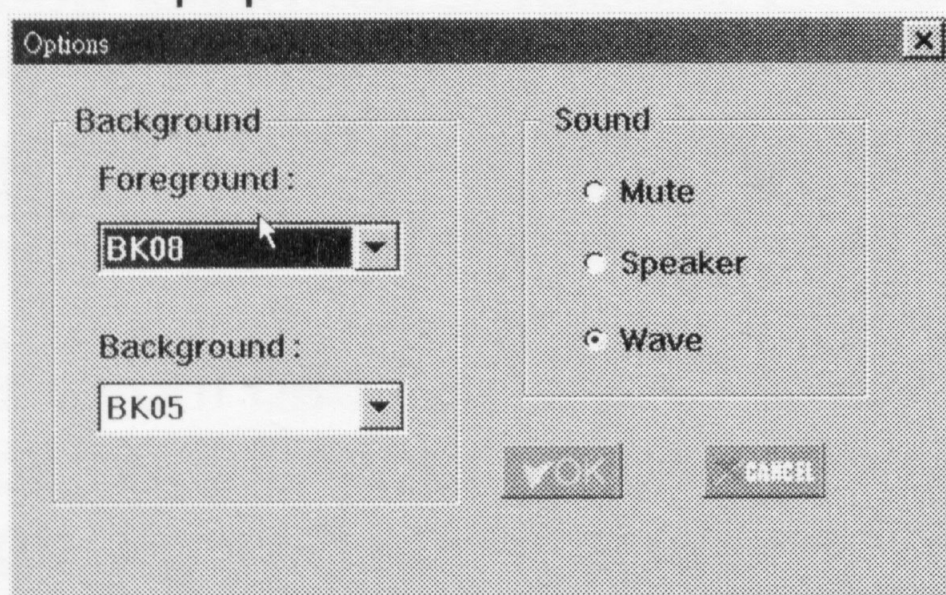 Options
Background
Foreground :
BK08
Background :
BK05
Sound
Mute
Speaker
Wave
OK
CANCEL